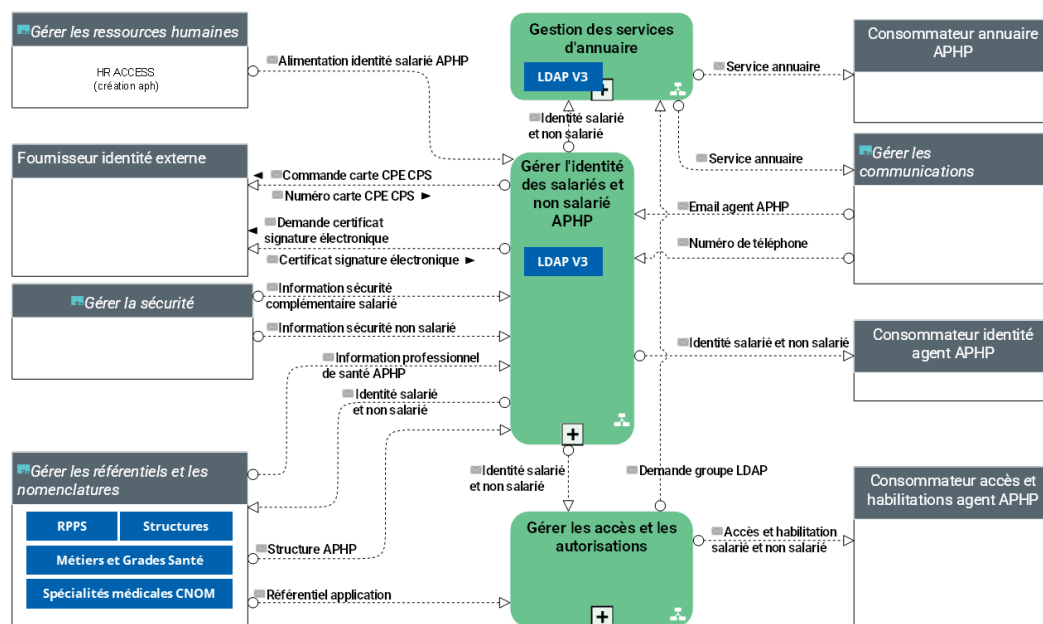 Gérer les ressources humaines
HR ACCESS
(création aph)
Alimentation identité salarié APHP
Gestion des services
d'annuaire
LDAP V3
Service annuaire
Consommateur annuaire
APHP
Identité salarié
et non salarié
Fournisseur identité externe
Commande carte CPE CPS
Numéro carte CPE CPS
Demande certificat
signature électronique
Certificat signature électronique
Gérer l'identité
des salariés et
non salarié
APHP
LDAP V3
Service annuaire
Gérer les
communications
Email agent APHP
Numéro de téléphone
Gérer la sécurité
Information sécurité
complémentaire salarié
Information sécurité non salarié
Information professionnel
de santé APHP
Identité salarié
et non salarié
Identité salarié et non salarié
Consommateur identité
agent APHP
Gérer les référentiels et les
nomenclatures
RPPS
Structures
Métiers et Grades Santé
Spécialités médicales CNOM
Structure APHP
Référentiel application
Identité salarié
et non salarié
Demande groupe LDAP
Gérer les accès et les
autorisations
Accès et habilitation
salarié et non salarié
Consommateur accès et
habilitations agent APHP